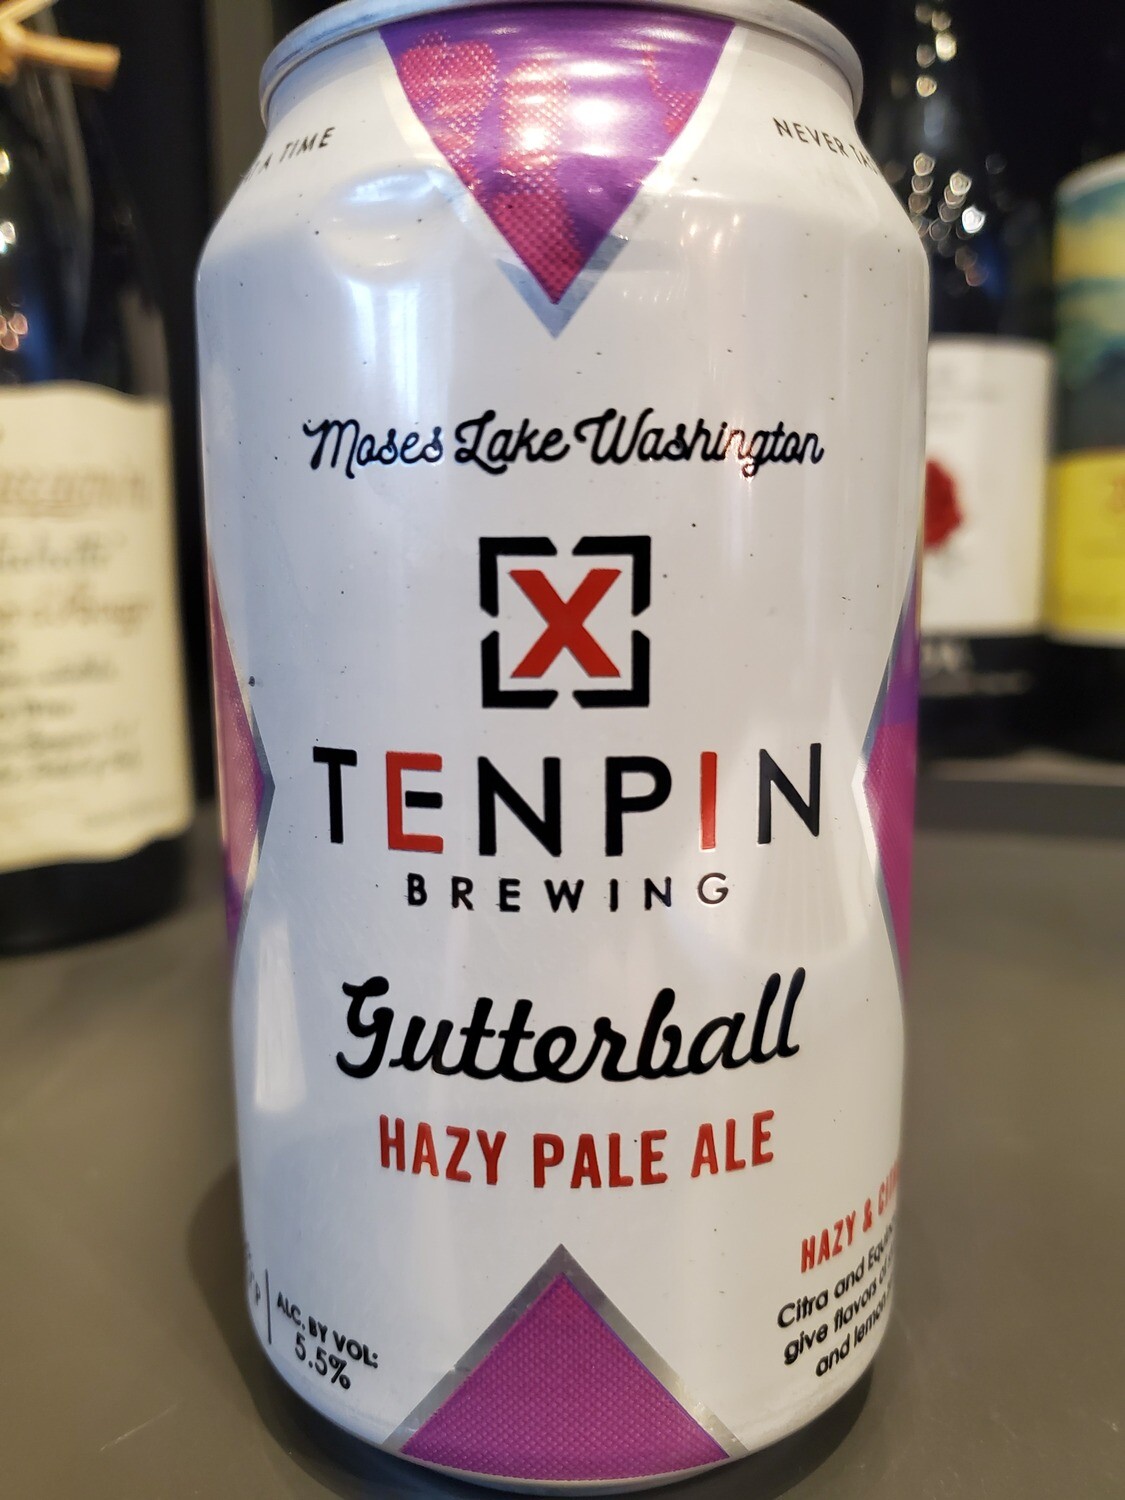 A TIME
NEVER
Moses Lake Washington
X
TENPIN
BREWING
Gutterball
HAZY PALE ALE
HAZY &
Citra and
give flavors
and lemon
ALC. BY VOL:
5.5%